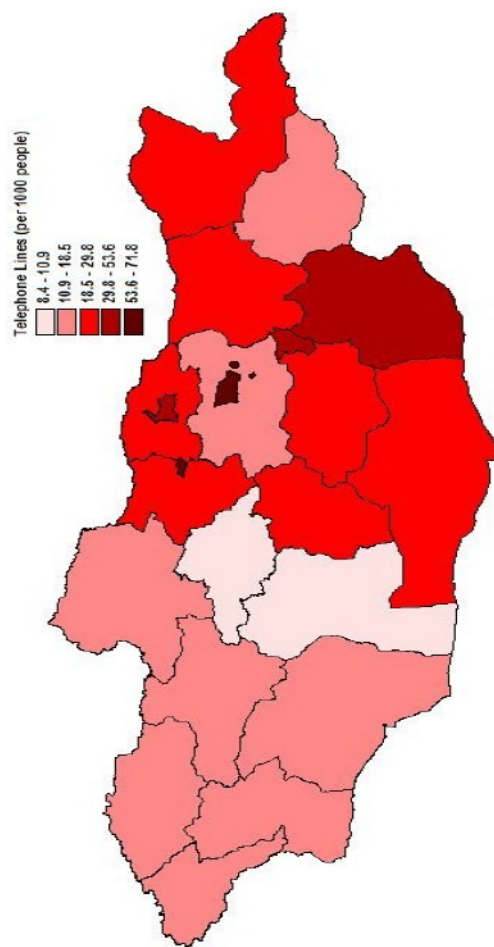 Telephone Lines (per 1000 people)
8.4 - 10.9
10.9 - 18.5
18.5 - 29.8
29.8 - 53.6
53.6 - 71.8